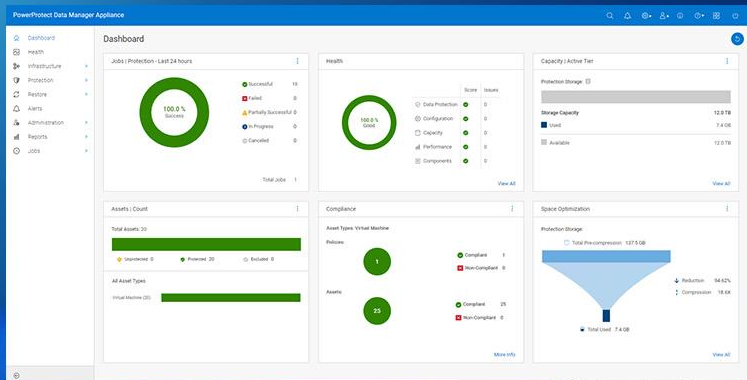 PowerProtect Data Manager Appliance
Dashboard
Health
Infrastructure
Protection
Restore
Alerts
Administration
Reports
Jobs
Dashboard
Jobs | Protection - Last 24 hours
100.0 %
Success
Successful 19
Failed 0
Partially Successful 0
In Progress 0
Canceled 0
Total Jobs 1
Health
100.0 %
Good
Score Issues
Data Protection 0
Configuration 0
Capacity 0
Performance 0
Components 0
View All
Capacity | Active Tier
Protection Storage
Storage Capacity 12.0 TB
Used 7.4 GB
Available 12.0 TB
View All
Assets | Count
Total Assets: 20
Unprotected 0 Protected 20 Excluded 0
All Asset Types
Virtual Machine (20)
Compliance
Asset Types: Virtual Machine
Policies:
1
Compliant 1
Non-Compliant 0
Assets:
25
Compliant 25
Non-Compliant 0
More Info
Space Optimization
Protection Storage:
Total Pre-compression 137.5 GB
Reduction 94.62%
Compression 18.6X
Total Used 7.4 GB
View All